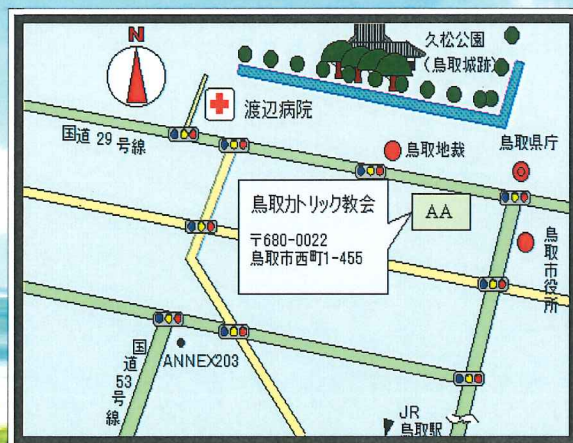 久松公園
(鳥取城跡)
渡辺病院
国道 29 号線
鳥取地裁
鳥取県庁
鳥取カトリック教会
〒680-0022
鳥取市西町1-455
AA
鳥取市役所
国道 53 号線
ANNEX203
JR
鳥取駅